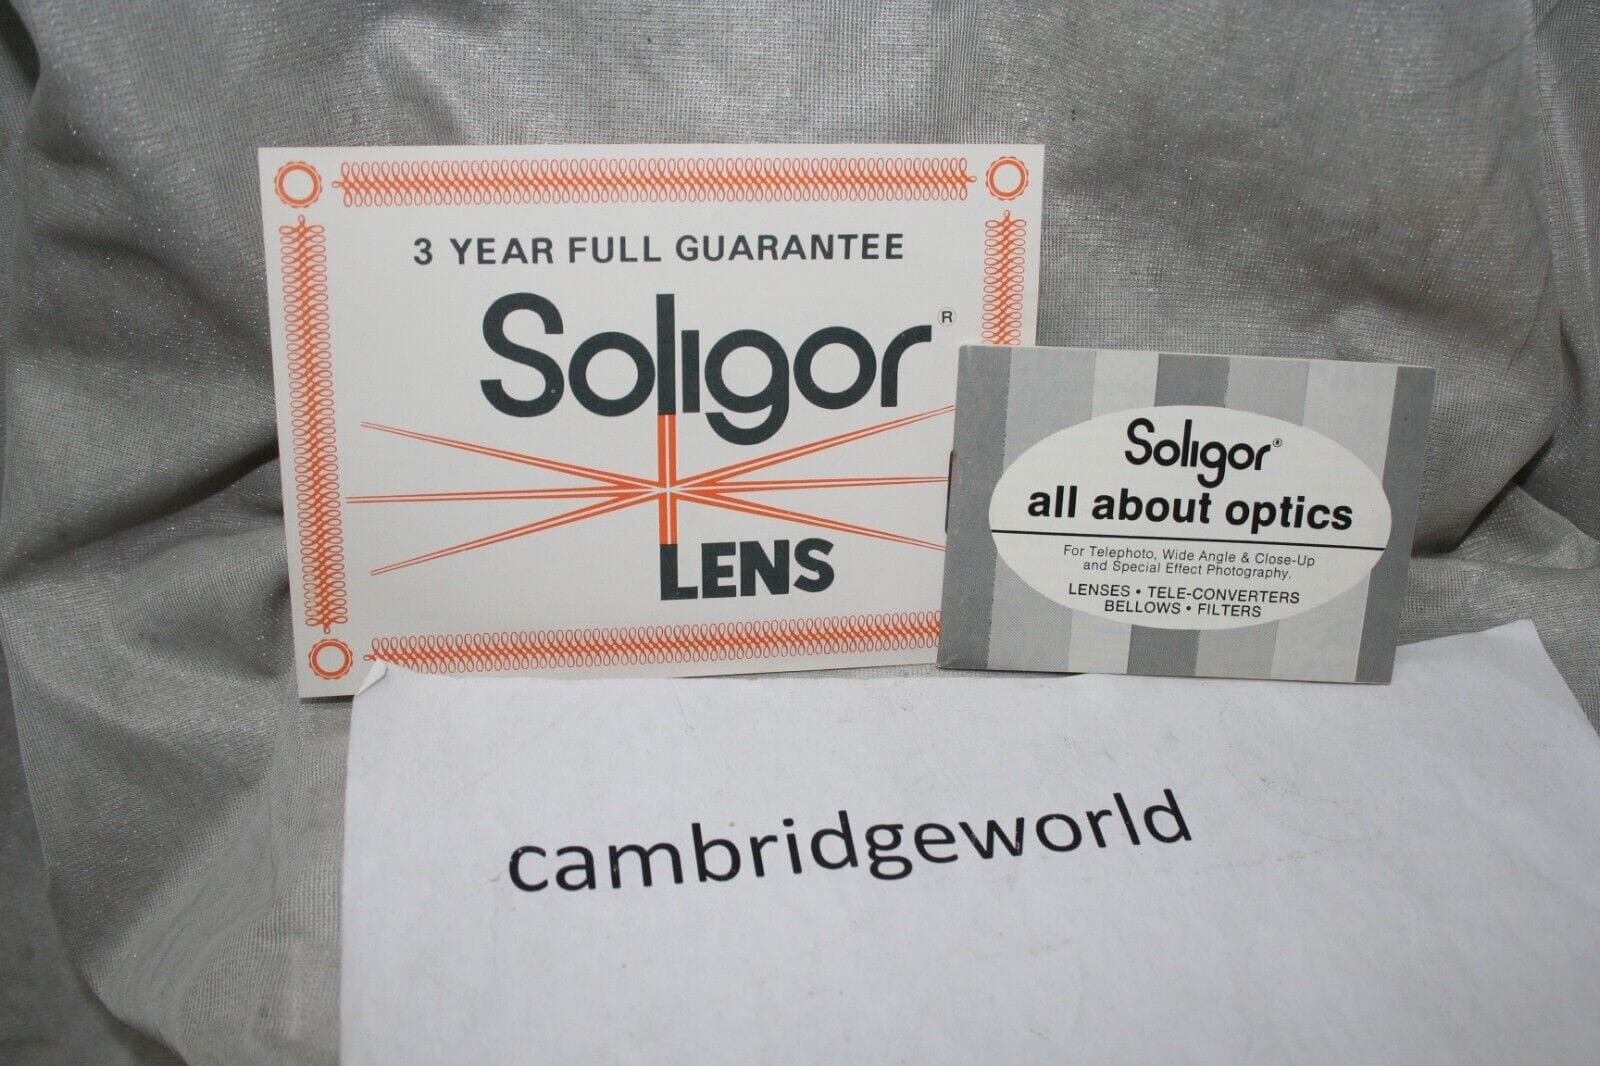 3 YEAR FULL GUARANTEE
Soligor®
LENS
Soligor®
all about optics
For Telephoto, Wide Angle & Close-Up
and Special Effect Photography.
LENSES • TELE-CONVERTERS
BELLOWS • FILTERS
cambridgeworld